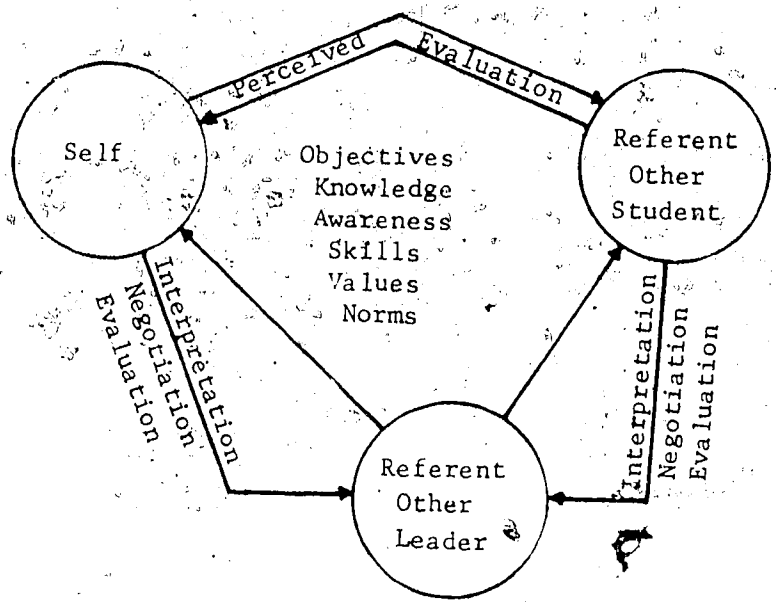 Perceived Evaluation
Self
Objectives
Knowledge
Awareness
Skills
Values
Norms
Referent
Other
Student
Interpretation
Negotiation
Evaluation
Interpretation
Negotiation
Evaluation
Referent
Other
Leader